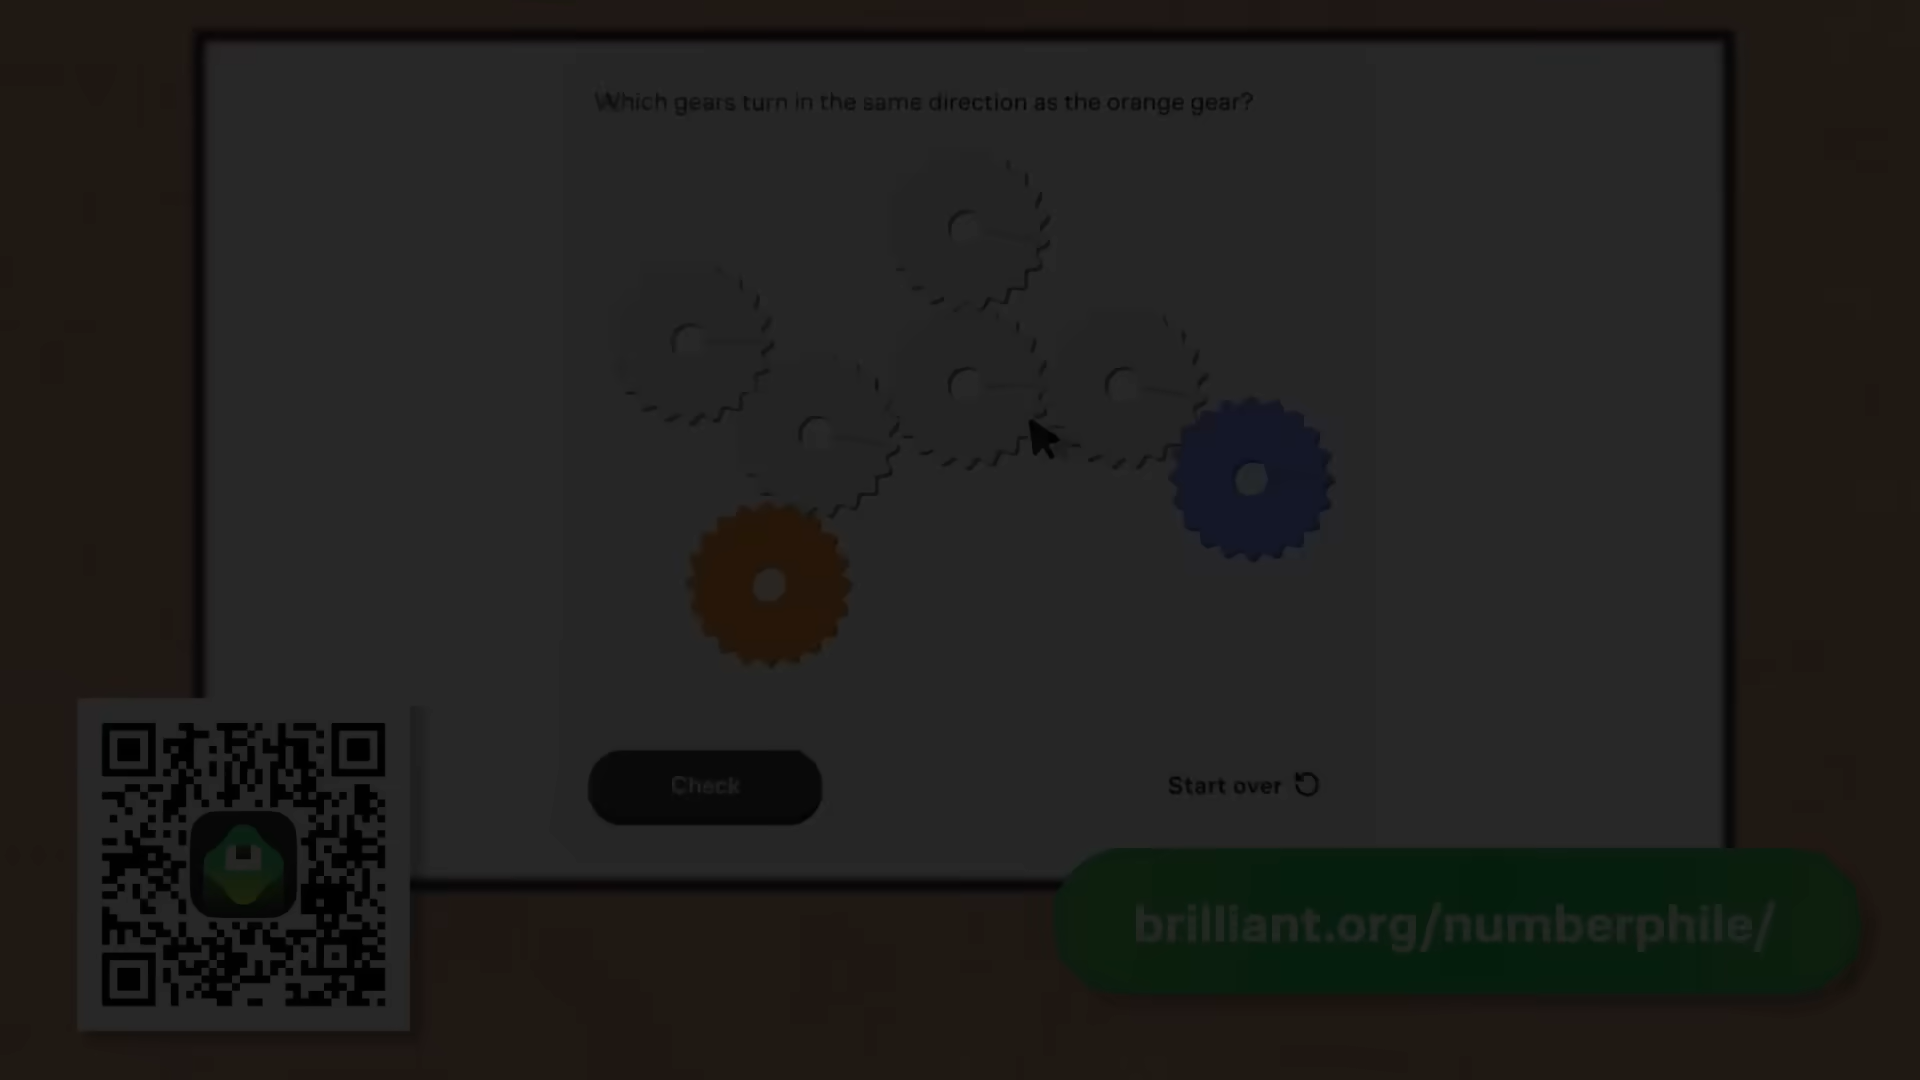 Which gears turn in the same direction as the orange gear?
Check
Start over
brilliant.org/numberphile/